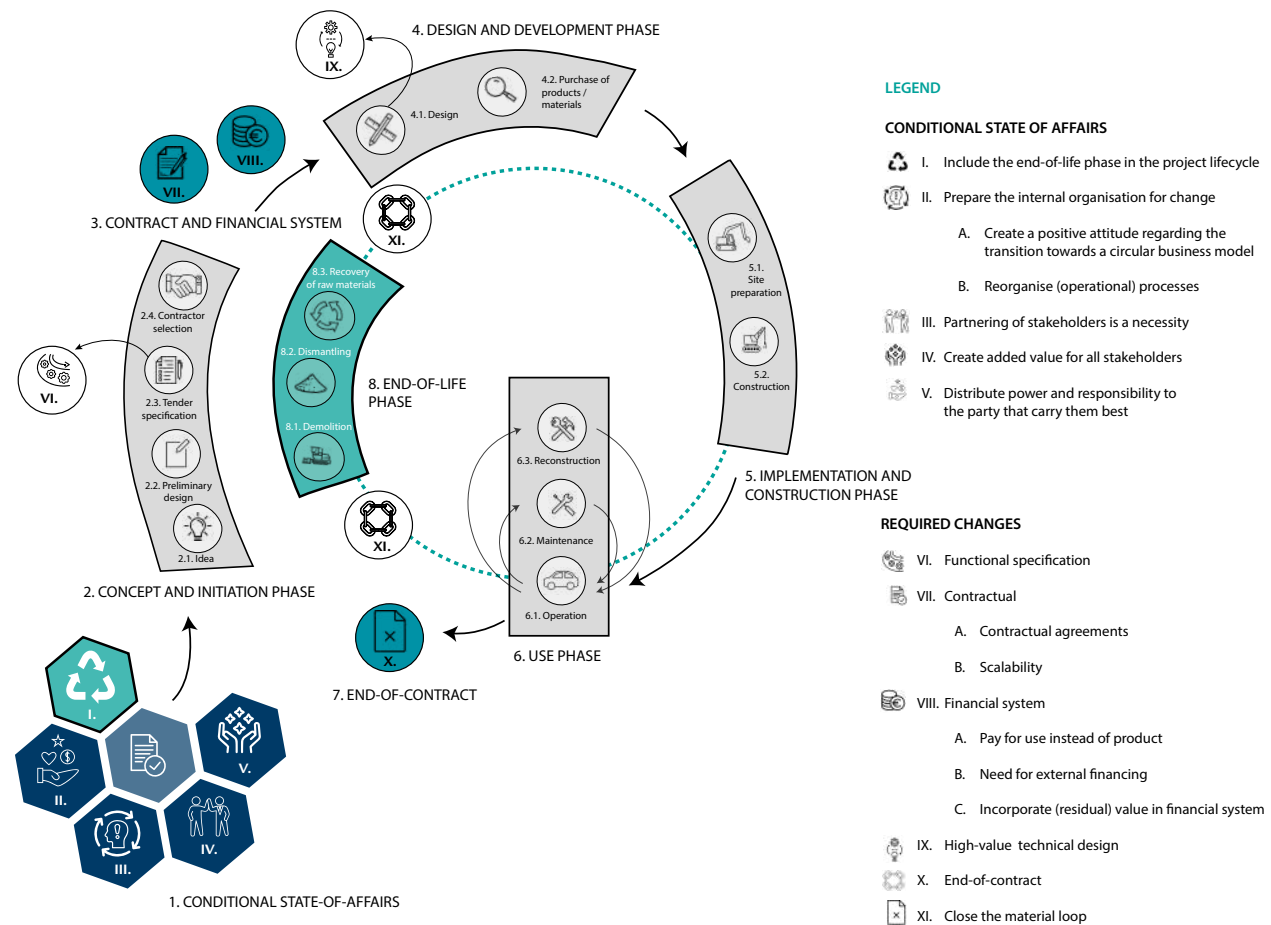 4. DESIGN AND DEVELOPMENT PHASE
IX.
4.1. Design
4.2. Purchase of
products /
materials
VIII.
VII.
3. CONTRACT AND FINANCIAL SYSTEM
XI.
2.4. Contractor
selection
2.3. Tender
specification
VI.
2.2. Preliminary
design
2.1. Idea
2. CONCEPT AND INITIATION PHASE
8.3. Recovery
of raw materials
8.2. Dismantling
8.1. Demolition
8. END-OF-LIFE
PHASE
XI.
5.1.
Site
preparation
5.2.
Construction
5. IMPLEMENTATION AND
CONSTRUCTION PHASE
6.3. Reconstruction
6.2. Maintenance
6.1. Operation
6. USE PHASE
X.
7. END-OF-CONTRACT
I.
II.
III.
IV.
V.
1. CONDITIONAL STATE-OF-AFFAIRS
LEGEND
CONDITIONAL STATE OF AFFAIRS
I. Include the end-of-life phase in the project lifecycle
II. Prepare the internal organisation for change
A. Create a positive attitude regarding the
transition towards a circular business model
B. Reorganise (operational) processes
III. Partnering of stakeholders is a necessity
IV. Create added value for all stakeholders
V. Distribute power and responsibility to
the party that carry them best
REQUIRED CHANGES
VI. Functional specification
VII. Contractual
A. Contractual agreements
B. Scalability
VIII. Financial system
A. Pay for use instead of product
B. Need for external financing
C. Incorporate (residual) value in financial system
IX. High-value technical design
X. End-of-contract
XI. Close the material loop